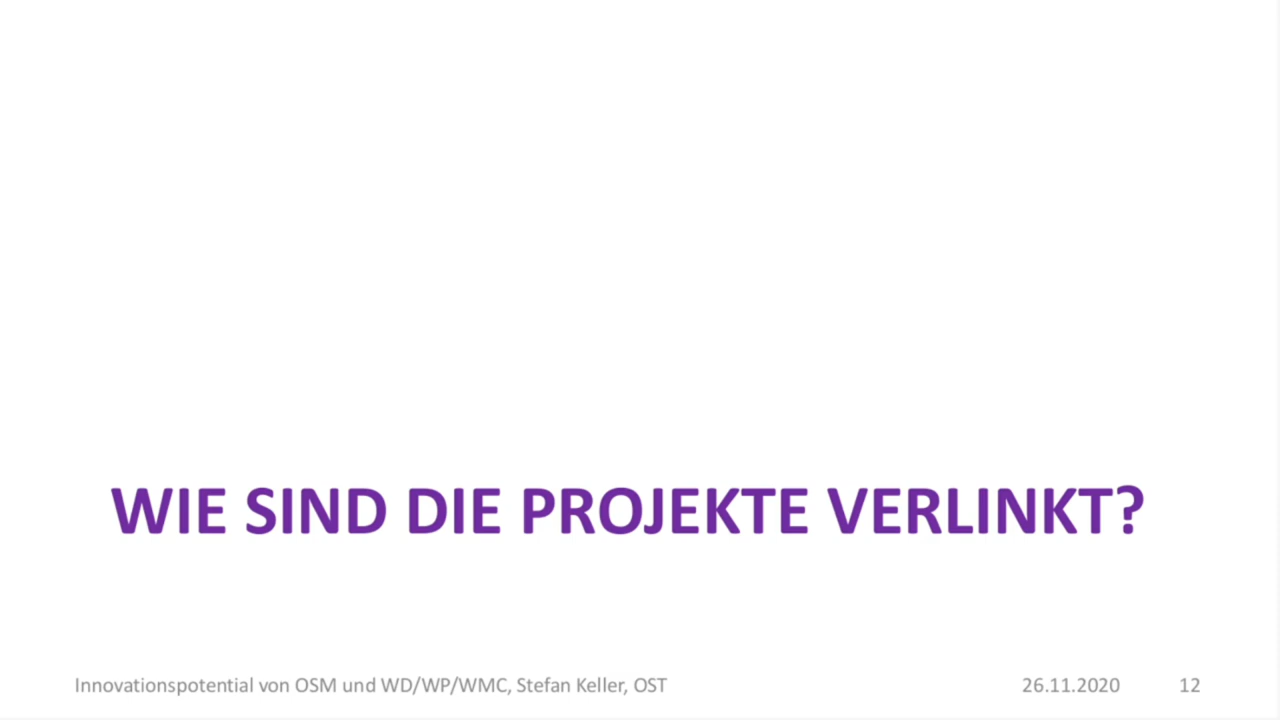 WIE SIND DIE PROJEKTE VERLINKT?
Innovationspotential von OSM und WD/WP/WMC, Stefan Keller, OST 26.11.2020 12